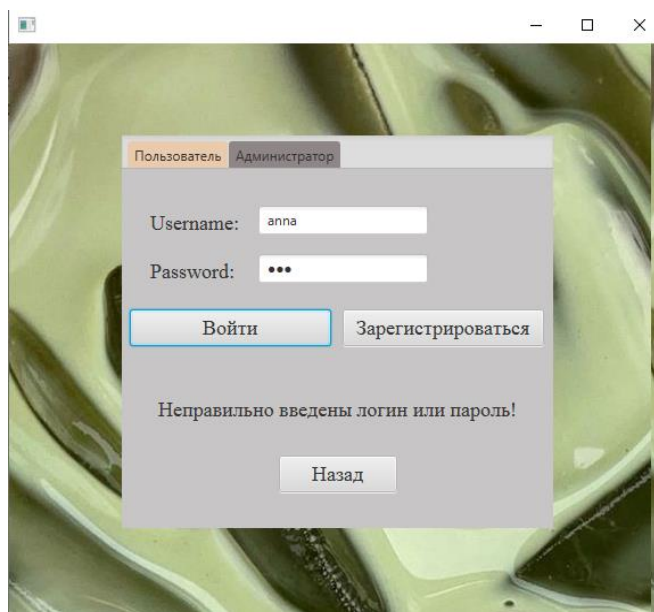 Пользователь Администратор
Username: anna
Password: •••
Войти Зарегистрироваться
Неправильно введены логин или пароль!
Назад